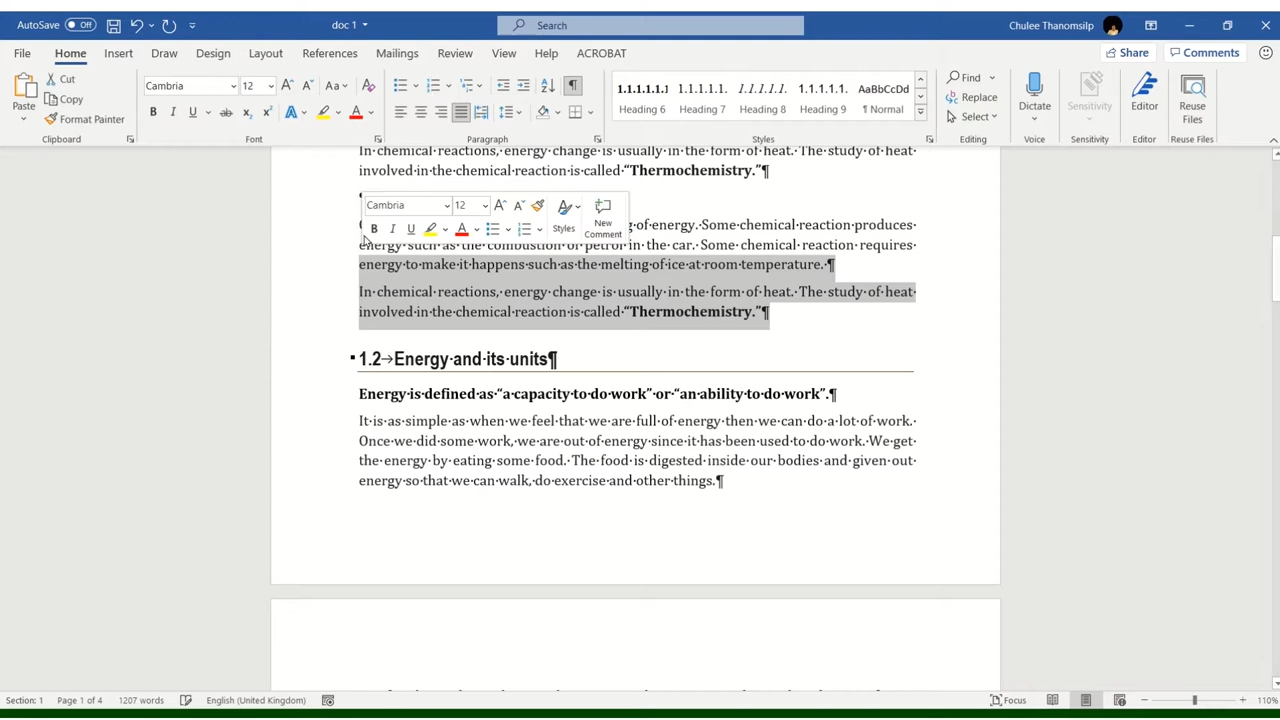 AutoSave Off doc 1 Search Chulee Thanomsilp
File Home Insert Draw Design Layout References Mailings Review View Help ACROBAT Share Comments
Paste Cut Copy Format Painter
Cambria 12 Aa
B I U ab x₂ x² A A
1.1.1.1.1.1 1.1.1.1.1. 1.1.1.1.1. 1.1.1.1.1. AaBbCcDd
Heading 6 Heading 7 Heading 8 Heading 9 ¶ Normal
Find Replace Select
Dictate Sensitivity Editor Reuse Files
Clipboard Font Paragraph Styles Editing Voice Sensitivity Editor Reuse Files
In·chemical·reactions,·energy·change·is·usually·in·the·form·of·heat.·The·study·of·heat·
involved·in·the·chemical·reaction·is·called·“Thermochemistry.”¶
Cambria 12 A A
B I U A Styles New Comment
of·energy.·Some·chemical·reaction·produces·
energy·such·as·the·combustion·of·petrol·in·the·car.·Some·chemical·reaction·requires·
energy·to·make·it·happens·such·as·the·melting·of·ice·at·room·temperature.·¶
In·chemical·reactions,·energy·change·is·usually·in·the·form·of·heat.·The·study·of·heat·
involved·in·the·chemical·reaction·is·called·“Thermochemistry.”¶
1.2→Energy·and·its·units¶
Energy·is·defined·as·“a·capacity·to·do·work”·or·“an·ability·to·do·work”.¶
It·is·as·simple·as·when·we·feel·that·we·are·full·of·energy·then·we·can·do·a·lot·of·work.·
Once·we·did·some·work,·we·are·out·of·energy·since·it·has·been·used·to·do·work.·We·get·
the·energy·by·eating·some·food.·The·food·is·digested·inside·our·bodies·and·given·out·
energy·so·that·we·can·walk,·do·exercise·and·other·things.¶
Section: 1 Page 1 of 4 1207 words English (United Kingdom) Focus 110%